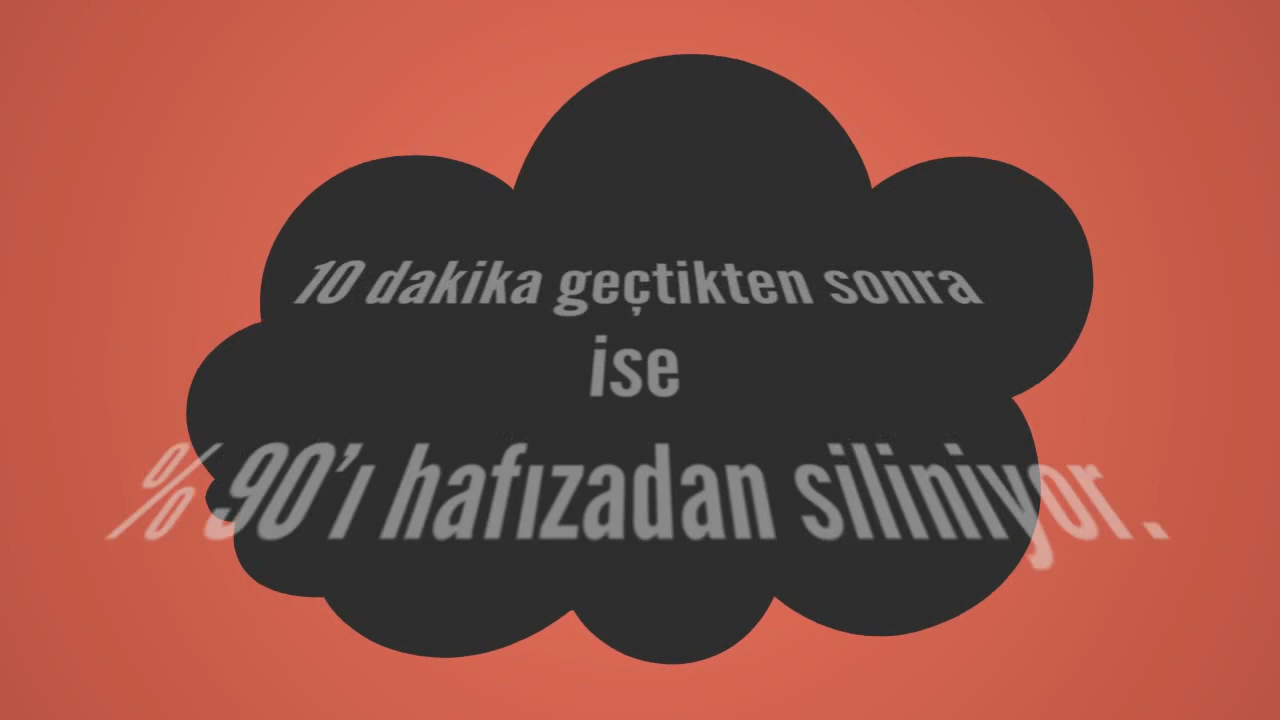 10 dakika geçtikten sonra
ise
%90'ı hafızadan siliniyor.